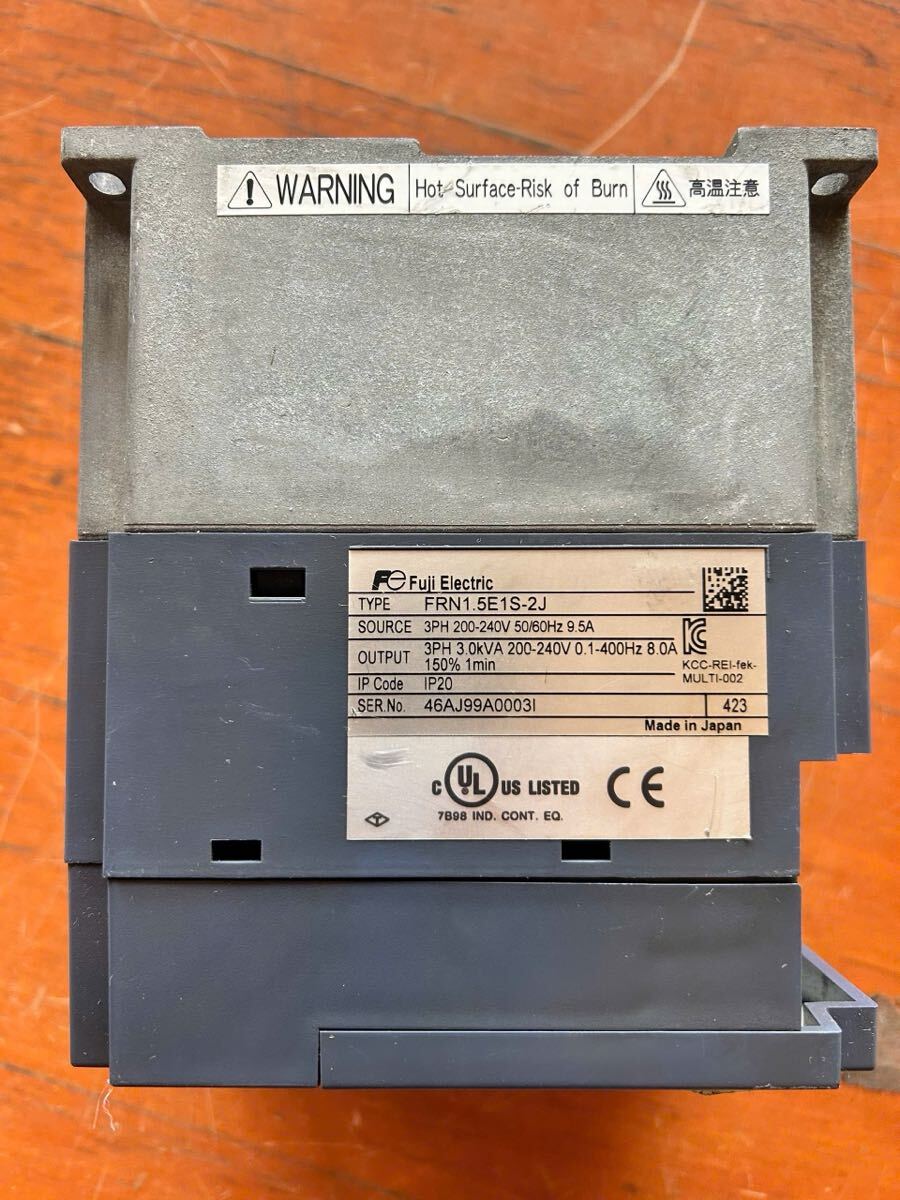 WARNING Hot Surface-Risk of Burn 高温注意
Fe Fuji Electric
TYPE FRN1.5E1S-2J
SOURCE 3PH 200-240V 50/60Hz 9.5A
OUTPUT 3PH 3.0kVA 200-240V 0.1-400Hz 8.0A
150% 1min
KCC-REI-fek-
MULTI-002
IP Code IP20
SER.No. 46AJ99A0003I 423
Made in Japan
C UL US LISTED CE
7B98 IND. CONT. EQ.